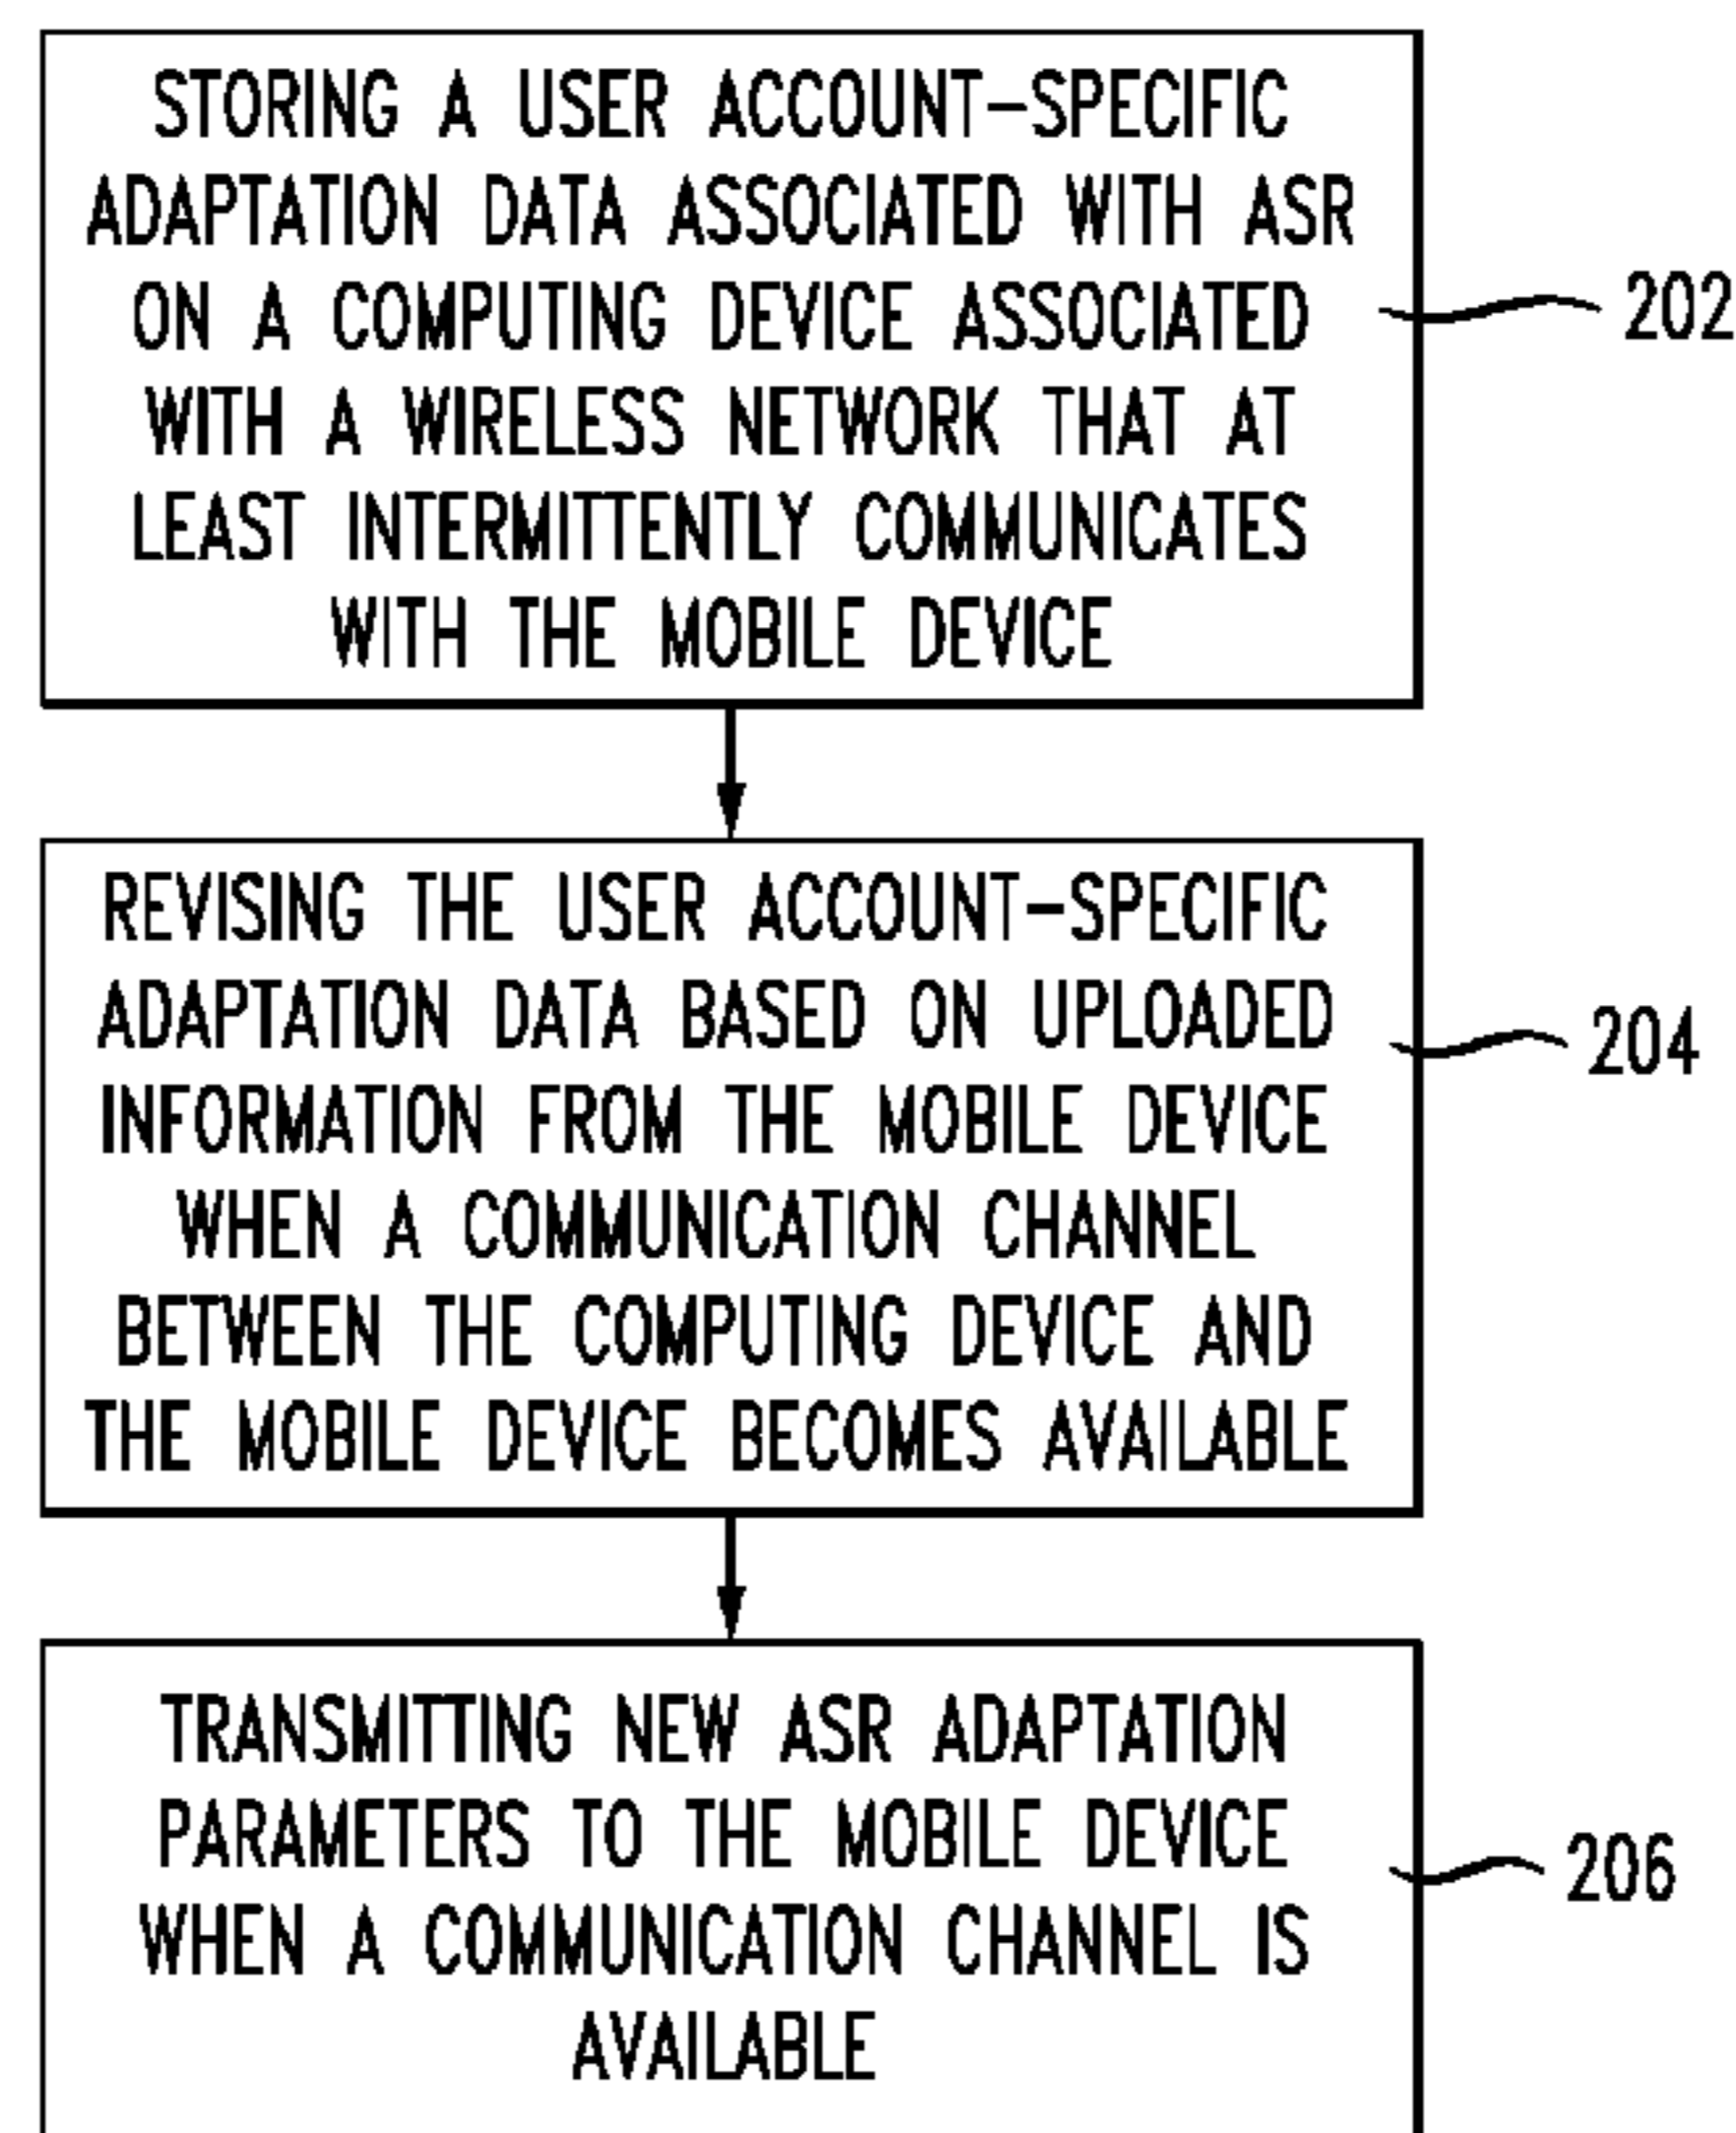 STORING A USER ACCOUNT-SPECIFIC
ADAPTATION DATA ASSOCIATED WITH ASR
ON A COMPUTING DEVICE ASSOCIATED
WITH A WIRELESS NETWORK THAT AT
LEAST INTERMITTENTLY COMMUNICATES
WITH THE MOBILE DEVICE
202
REVISING THE USER ACCOUNT-SPECIFIC
ADAPTATION DATA BASED ON UPLOADED
INFORMATION FROM THE MOBILE DEVICE
WHEN A COMMUNICATION CHANNEL
BETWEEN THE COMPUTING DEVICE AND
THE MOBILE DEVICE BECOMES AVAILABLE
204
TRANSMITTING NEW ASR ADAPTATION
PARAMETERS TO THE MOBILE DEVICE
WHEN A COMMUNICATION CHANNEL IS
AVAILABLE
206